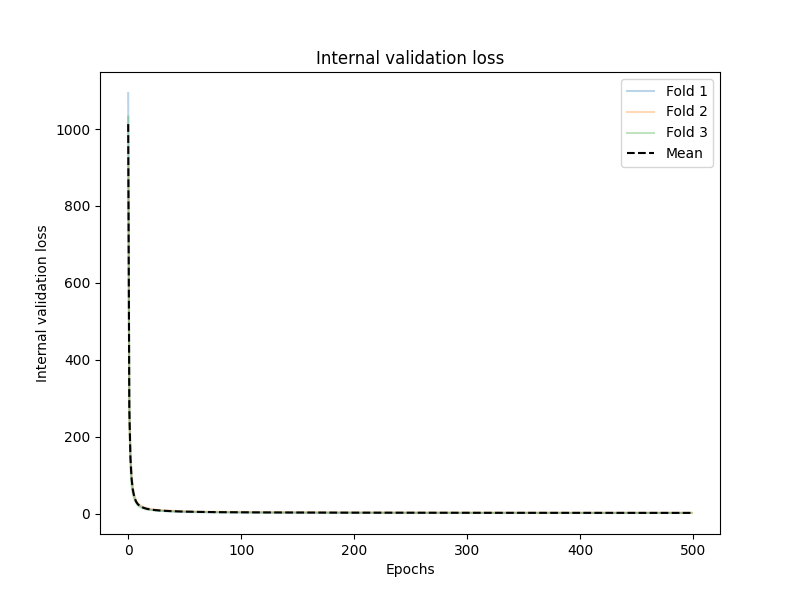 Internal validation loss
Fold 1
Fold 2
Fold 3
Mean
Internal validation loss
1000
800
600
400
200
0
0 100 200 300 400 500
Epochs